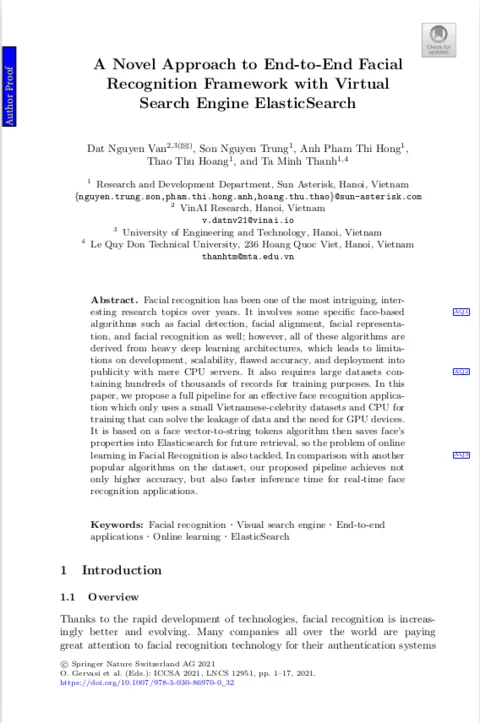 Check for
updates
Author Proof
A Novel Approach to End-to-End Facial
Recognition Framework with Virtual
Search Engine ElasticSearch
Dat Nguyen Van2,3(✉), Son Nguyen Trung1, Anh Pham Thi Hong1,
Thao Thu Hoang1, and Ta Minh Thanh1,4
1 Research and Development Department, Sun Asterisk, Hanoi, Vietnam
{nguyen.trung.son,pham.thi.hong.anh,hoang.thu.thao}@sun-asterisk.com
2 VinAI Research, Hanoi, Vietnam
v.datnv21@vinai.io
3 University of Engineering and Technology, Hanoi, Vietnam
4 Le Quy Don Technical University, 236 Hoang Quoc Viet, Hanoi, Vietnam
thanhtm@mta.edu.vn
Abstract. Facial recognition has been one of the most intriguing, inter-
esting research topics over years. It involves some specific face-based
algorithms such as facial detection, facial alignment, facial representa-
tion, and facial recognition as well; however, all of these algorithms are
derived from heavy deep learning architectures, which leads to limita-
tions on development, scalability, flawed accuracy, and deployment into
publicity with mere CPU servers. It also requires large datasets con-
taining hundreds of thousands of records for training purposes. In this
paper, we propose a full pipeline for an effective face recognition applica-
tion which only uses a small Vietnamese-celebrity datasets and CPU for
training that can solve the leakage of data and the need for GPU devices.
It is based on a face vector-to-string tokens algorithm then saves face's
properties into Elasticsearch for future retrieval, so the problem of online
learning in Facial Recognition is also tackled. In comparison with another
popular algorithms on the dataset, our proposed pipeline achieves not
only higher accuracy, but also faster inference time for real-time face
recognition applications.
AQ1
AQ2
AQ3
Keywords: Facial recognition · Visual search engine · End-to-end
applications · Online learning · ElasticSearch
1 Introduction
1.1 Overview
Thanks to the rapid development of technologies, facial recognition is increas-
ingly better and evolving. Many companies all over the world are paying
great attention to facial recognition technology for their authentication systems
© Springer Nature Switzerland AG 2021
O. Gervasi et al. (Eds.): ICCSA 2021, LNCS 12951, pp. 1–17, 2021.
https://doi.org/10.1007/978-3-030-86970-0_32